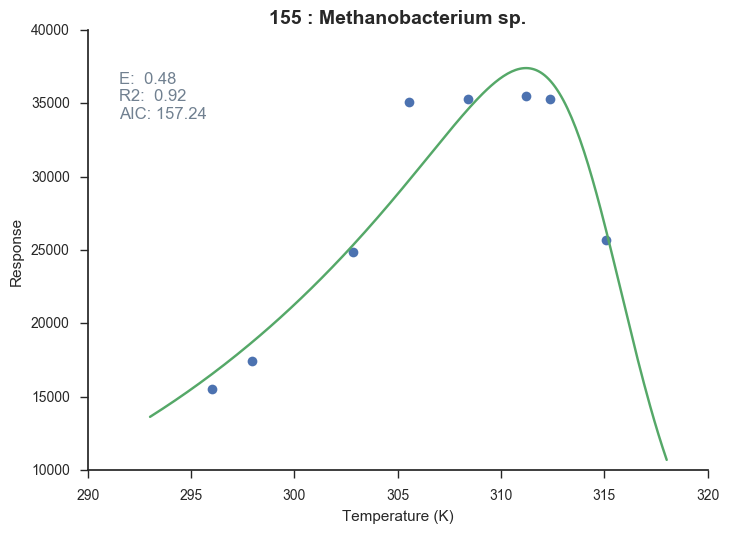 155 : Methanobacterium sp.
E: 0.48
R2: 0.92
AIC: 157.24
40000
35000
30000
25000
20000
15000
10000
Response
290
295
300
305
310
315
320
Temperature (K)